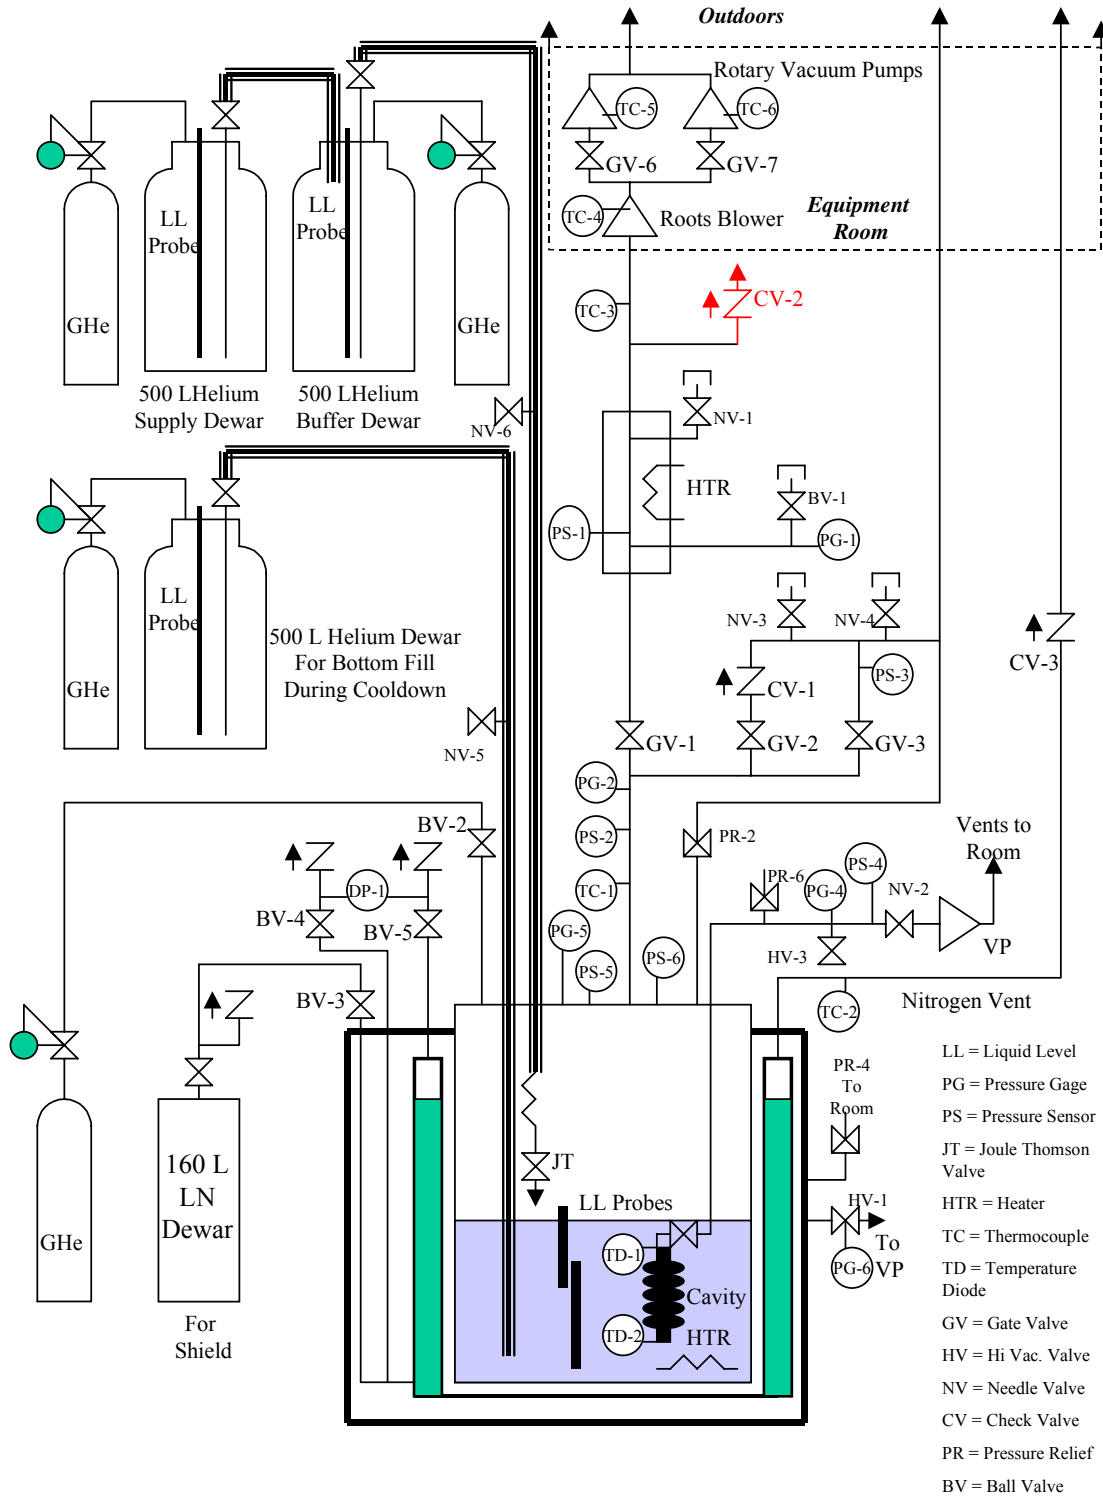 Outdoors
Rotary Vacuum Pumps
TC-5
TC-6
GV-6
GV-7
TC-4
Roots Blower
Equipment
Room
LL
Probe
LL
Probe
GHe
GHe
500 LHelium
Supply Dewar
500 LHelium
Buffer Dewar
TC-3
CV-2
NV-6
NV-1
HTR
BV-1
PS-1
PG-1
LL
Probe
GHe
500 L Helium Dewar
For Bottom Fill
During Cooldown
NV-5
NV-3
NV-4
CV-1
PS-3
CV-3
GV-1
GV-2
GV-3
PG-2
PS-2
TC-1
PR-2
BV-2
Vents to
Room
DP-1
BV-4
BV-5
PR-6
PG-4
PS-4
NV-2
HV-3
VP
PG-5
PS-5
PS-6
BV-3
TC-2
Nitrogen Vent
GHe
160 L
LN
Dewar
For
Shield
JT
LL Probes
TD-1
Cavity
TD-2
HTR
PR-4
To
Room
HV-1
To
VP
PG-6
LL = Liquid Level
PG = Pressure Gage
PS = Pressure Sensor
JT = Joule Thomson
Valve
HTR = Heater
TC = Thermocouple
TD = Temperature
Diode
GV = Gate Valve
HV = Hi Vac. Valve
NV = Needle Valve
CV = Check Valve
PR = Pressure Relief
BV = Ball Valve